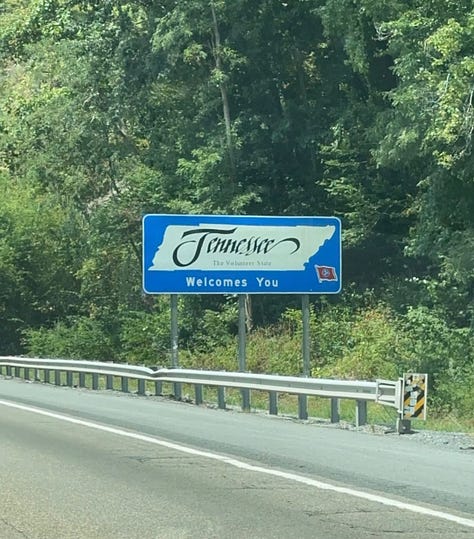 Tennessee
The Volunteer State
Welcomes You